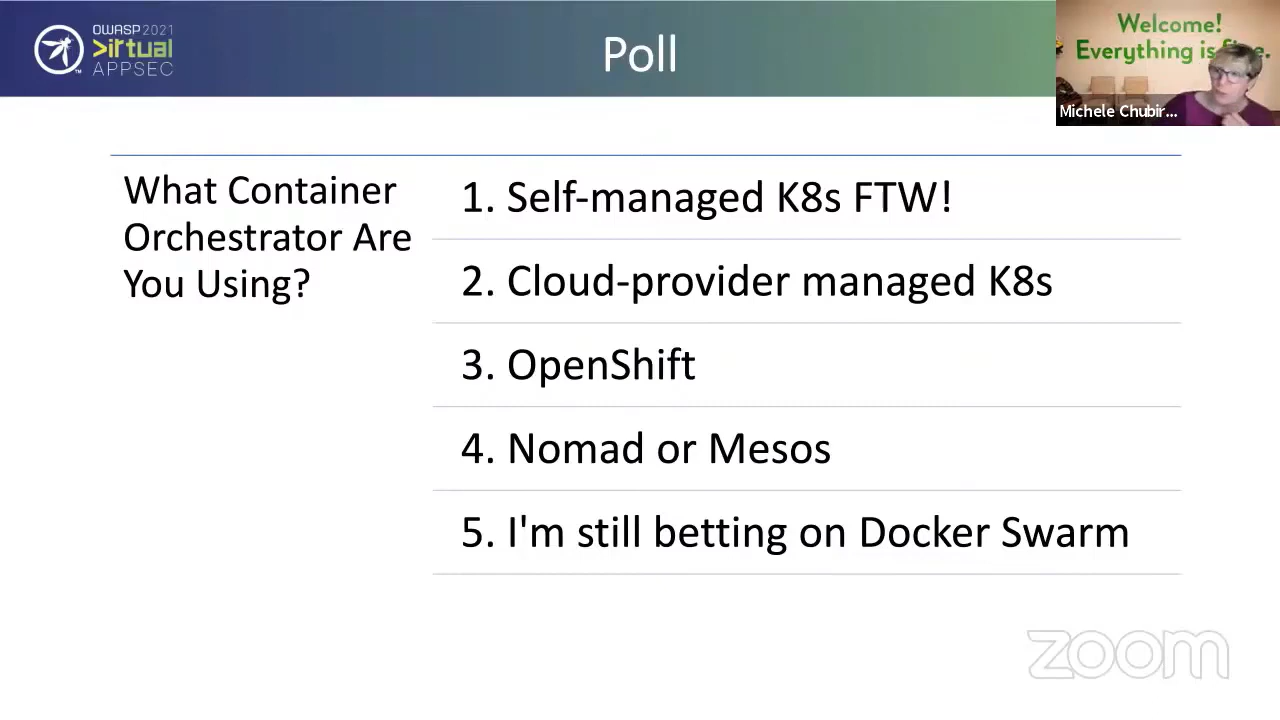 OWASP 2021
>irtual
APPSEC
Poll
Welcome!
Everything is
Michele Chubir...
What Container
Orchestrator Are
You Using?
1. Self-managed K8s FTW!
2. Cloud-provider managed K8s
3. OpenShift
4. Nomad or Mesos
5. I'm still betting on Docker Swarm
zoom